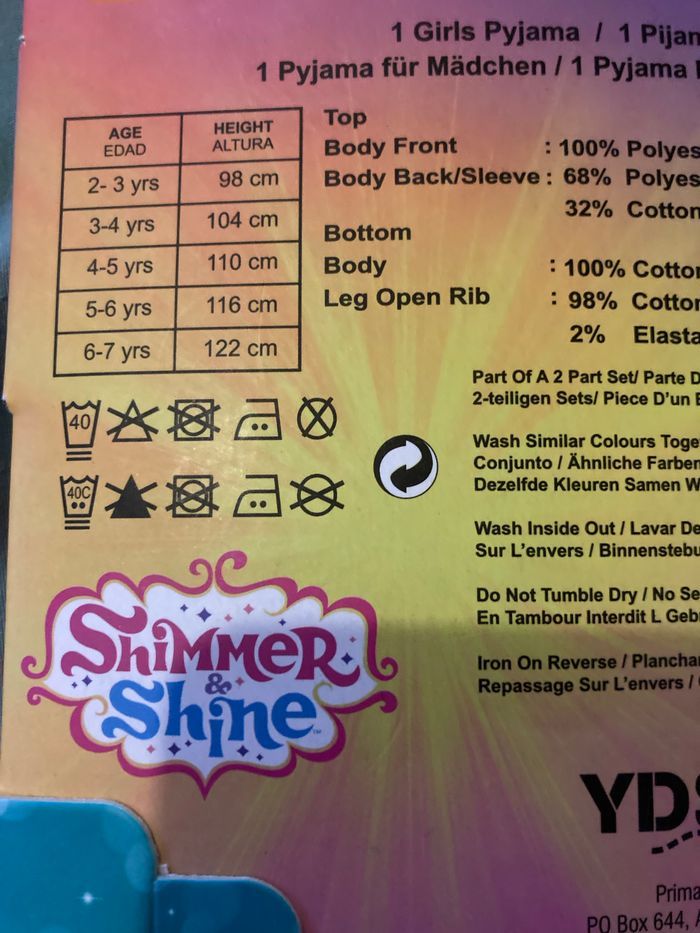 1 Girls Pyjama / 1 Pijan
1 Pyjama für Mädchen / 1 Pyjama
AGE HEIGHT
EDAD ALTURA
2- 3 yrs 98 cm
3-4 yrs 104 cm
4-5 yrs 110 cm
5-6 yrs 116 cm
6-7 yrs 122 cm
Top
Body Front : 100% Polyes
Body Back/Sleeve : 68% Polyes
32% Cotton
Bottom
Body : 100% Cotton
Leg Open Rib : 98% Cotton
2% Elasta
Part Of A 2 Part Set/ Parte D
2-teiligen Sets/ Piece D'un
40
Wash Similar Colours Toge
Conjunto / Ähnliche Farben
Dezelfde Kleuren Samen W
40C
Wash Inside Out / Lavar De
Sur L'envers / Binnenstebu
Do Not Tumble Dry / No Se
En Tambour Interdit L Geb
Iron On Reverse / Plancha
Repassage Sur L'envers /
Shimmer
&
Shine
YDS
Prima
PO Box 644,